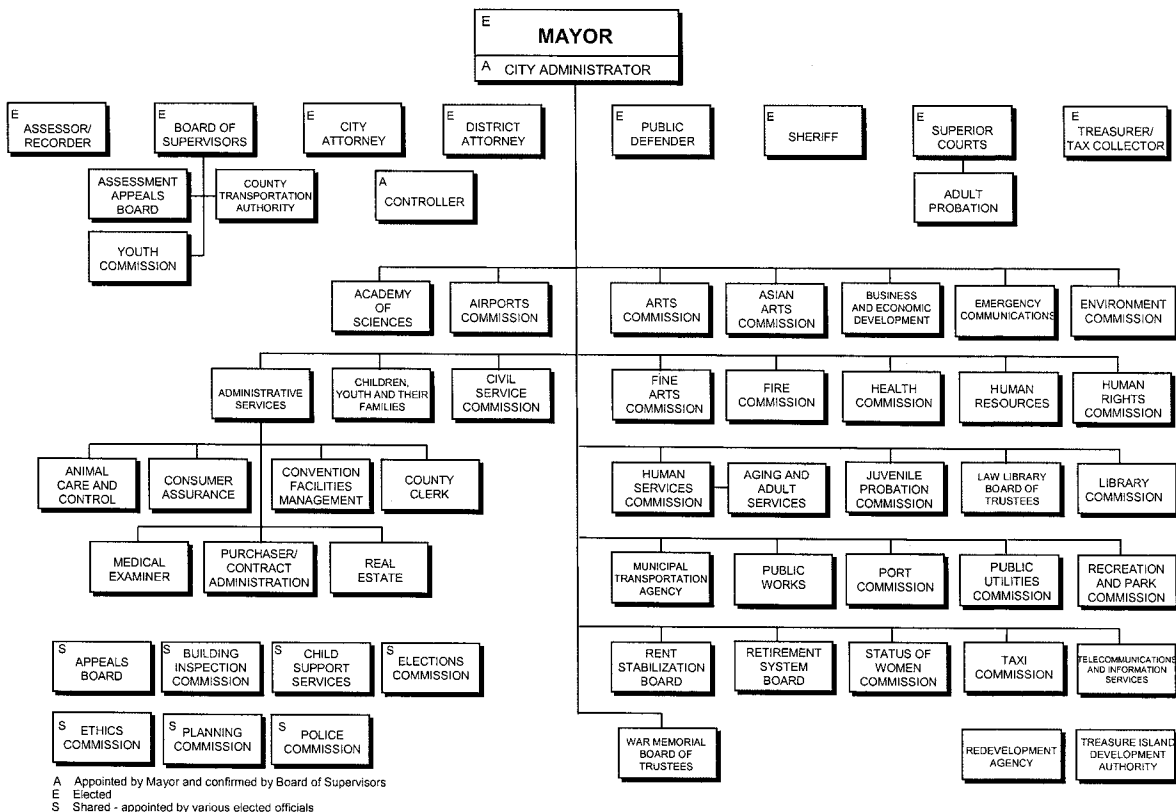 E
MAYOR
A CITY ADMINISTRATOR
E
ASSESSOR/
RECORDER
E
BOARD OF
SUPERVISORS
E
CITY
ATTORNEY
E
DISTRICT
ATTORNEY
E
PUBLIC
DEFENDER
E
SHERIFF
E
SUPERIOR
COURTS
E
TREASURER/
TAX COLLECTOR
ASSESSMENT
APPEALS
BOARD
COUNTY
TRANSPORTATION
AUTHORITY
A
CONTROLLER
ADULT
PROBATION
YOUTH
COMMISSION
ACADEMY
OF
SCIENCES
AIRPORTS
COMMISSION
ARTS
COMMISSION
ASIAN
ARTS
COMMISSION
BUSINESS
AND ECONOMIC
DEVELOPMENT
EMERGENCY
COMMUNICATIONS
ENVIRONMENT
COMMISSION
ADMINISTRATIVE
SERVICES
CHILDREN,
YOUTH AND THEIR
FAMILIES
CIVIL
SERVICE
COMMISSION
FINE
ARTS
COMMISSION
FIRE
COMMISSION
HEALTH
COMMISSION
HUMAN
RESOURCES
HUMAN
RIGHTS
COMMISSION
ANIMAL
CARE AND
CONTROL
CONSUMER
ASSURANCE
CONVENTION
FACILITIES
MANAGEMENT
COUNTY
CLERK
HUMAN
SERVICES
COMMISSION
AGING AND
ADULT
SERVICES
JUVENILE
PROBATION
COMMISSION
LAW LIBRARY
BOARD OF
TRUSTEES
LIBRARY
COMMISSION
MEDICAL
EXAMINER
PURCHASER/
CONTRACT
ADMINISTRATION
REAL
ESTATE
MUNICIPAL
TRANSPORTATION
AGENCY
PUBLIC
WORKS
PORT
COMMISSION
PUBLIC
UTILITIES
COMMISSION
RECREATION
AND PARK
COMMISSION
S
APPEALS
BOARD
S
BUILDING
INSPECTION
COMMISSION
S
CHILD
SUPPORT
SERVICES
S
ELECTIONS
COMMISSION
RENT
STABILIZATION
BOARD
RETIREMENT
SYSTEM
BOARD
STATUS OF
WOMEN
COMMISSION
TAXI
COMMISSION
TELECOMMUNICATIONS
AND INFORMATION
SERVICES
S
ETHICS
COMMISSION
S
PLANNING
COMMISSION
S
POLICE
COMMISSION
WAR MEMORIAL
BOARD OF
TRUSTEES
REDEVELOPMENT
AGENCY
TREASURE ISLAND
DEVELOPMENT
AUTHORITY
A Appointed by Mayor and confirmed by Board of Supervisors
E Elected
S Shared - appointed by various elected officials